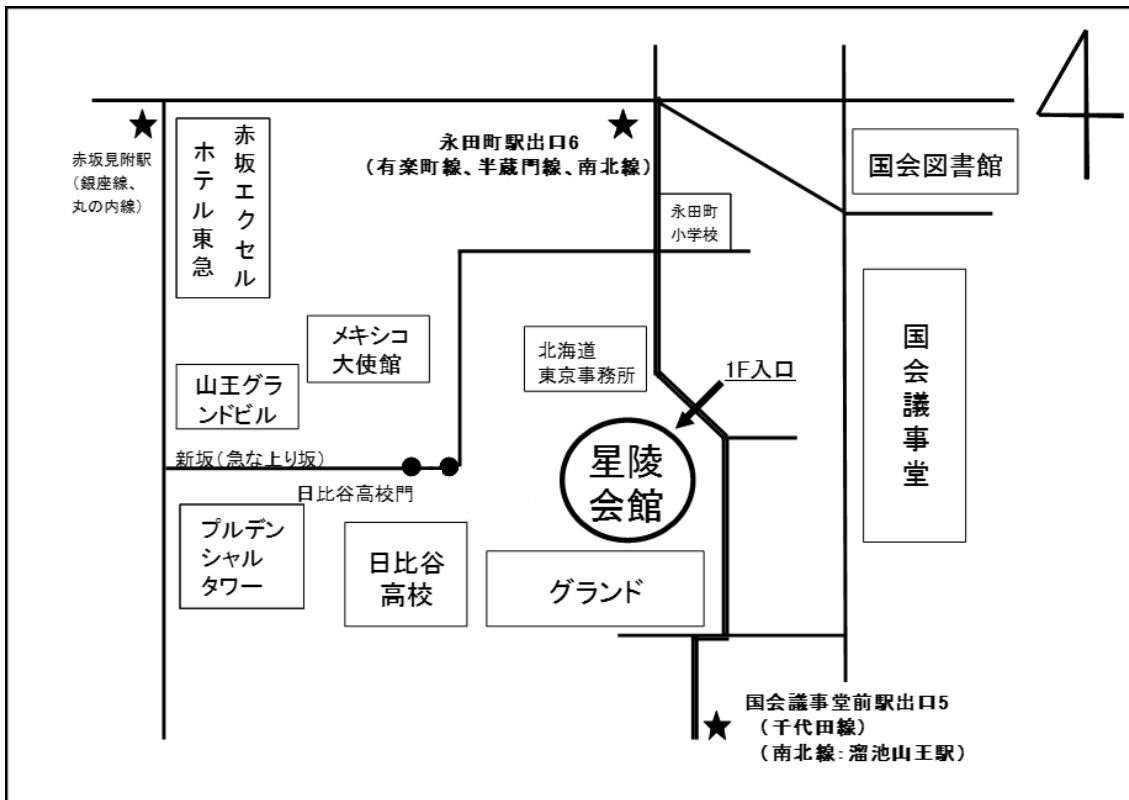 赤坂見附駅
（銀座線、
丸の内線）
赤坂エクセル
ホテル東急
永田町駅出口6
（有楽町線、半蔵門線、南北線）
国会図書館
永田町
小学校
メキシコ
大使館
北海道
東京事務所
1F入口
国会議事堂
山王グラ
ンドビル
新坂（急な上り坂）
日比谷高校門
星陵
会館
プルデン
シャル
タワー
日比谷
高校
グランド
国会議事堂前駅出口5
（千代田線）
（南北線：溜池山王駅）